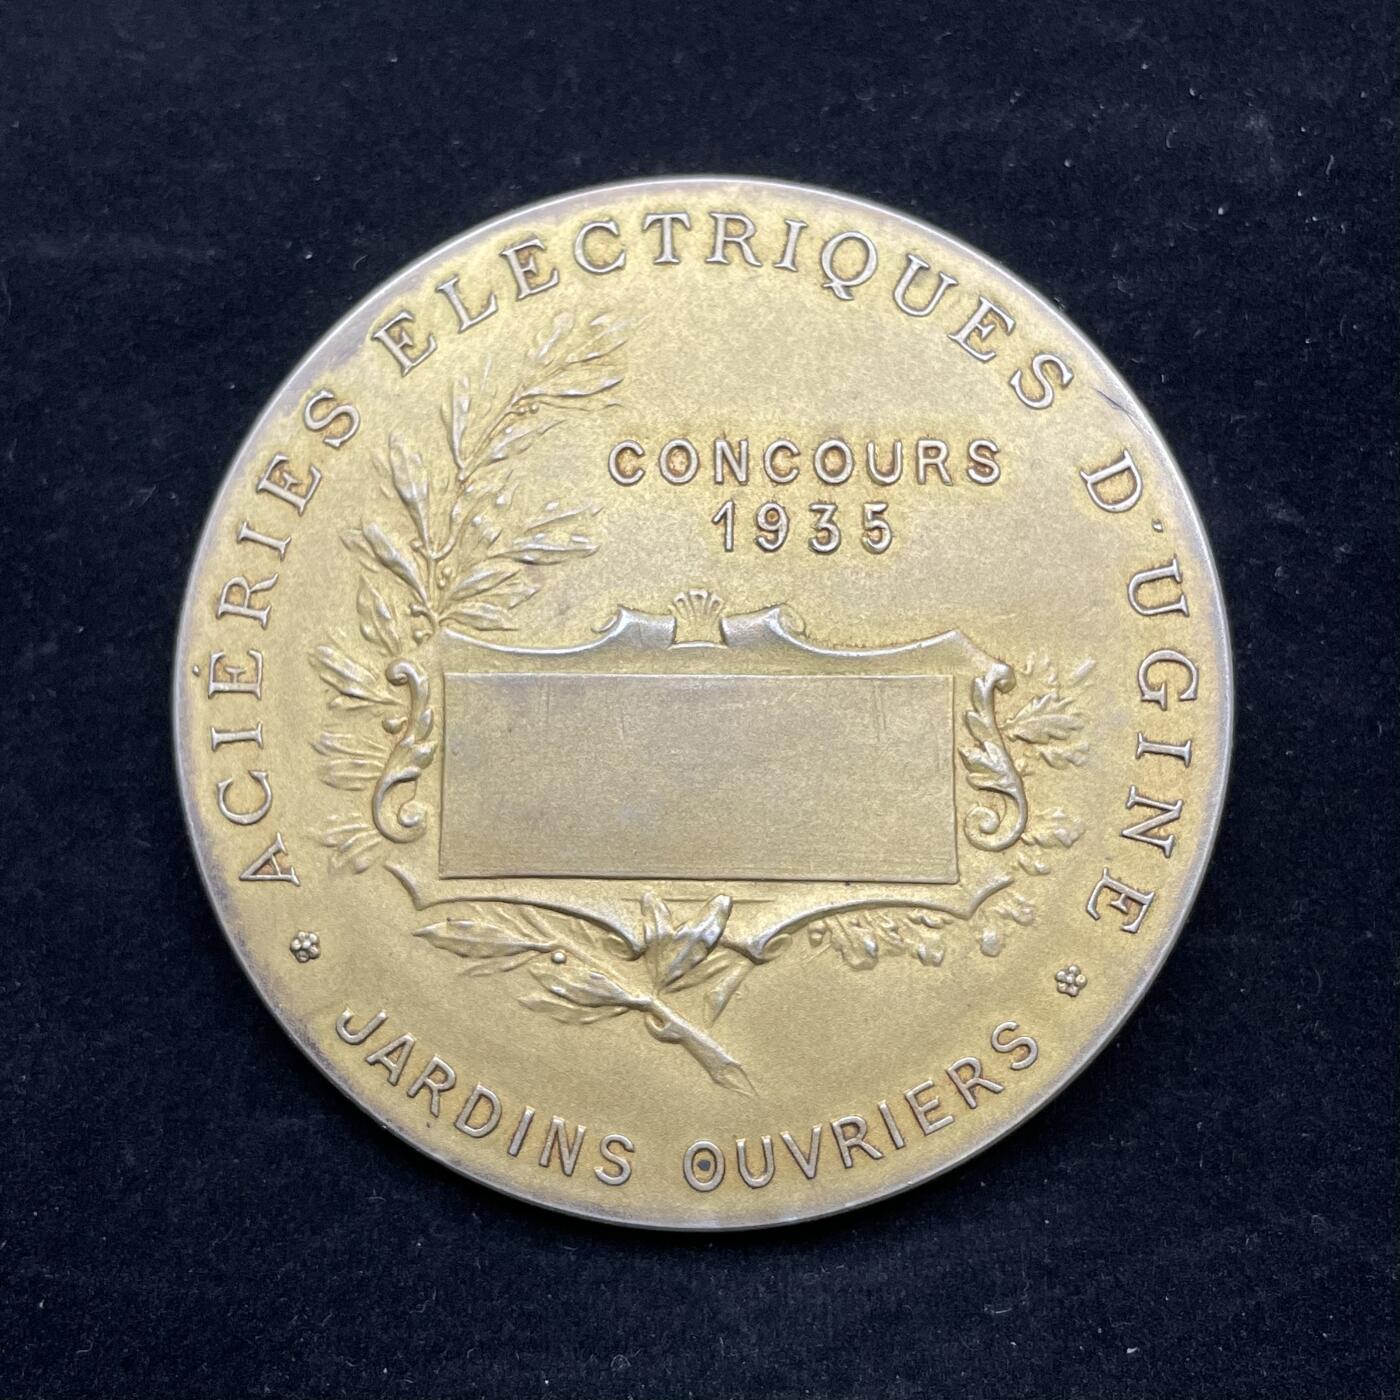 ACIÉRIES ELECTRIQUES D'UGINE
CONCOURS
1935
JARDINS OUVRIERS